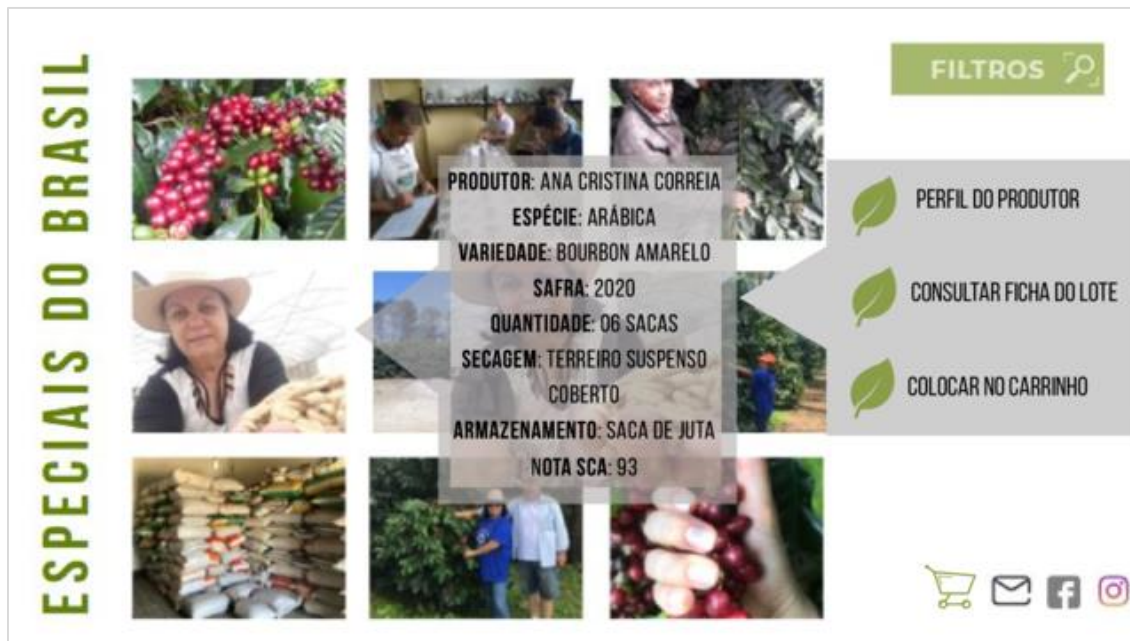 ESPECIAIS DO BRASIL
FILTROS
PRODUTOR: ANA CRISTINA CORREIA
ESPÉCIE: ARÁBICA
VARIEDADE: BOURBON AMARELO
SAFRA: 2020
QUANTIDADE: 06 SACAS
SECAGEM: TERREIRO SUSPENSO
COBERTO
ARMAZENAMENTO: SACA DE JUTA
NOTA SCA: 93
PERFIL DO PRODUTOR
CONSULTAR FICHA DO LOTE
COLOCAR NO CARRINHO